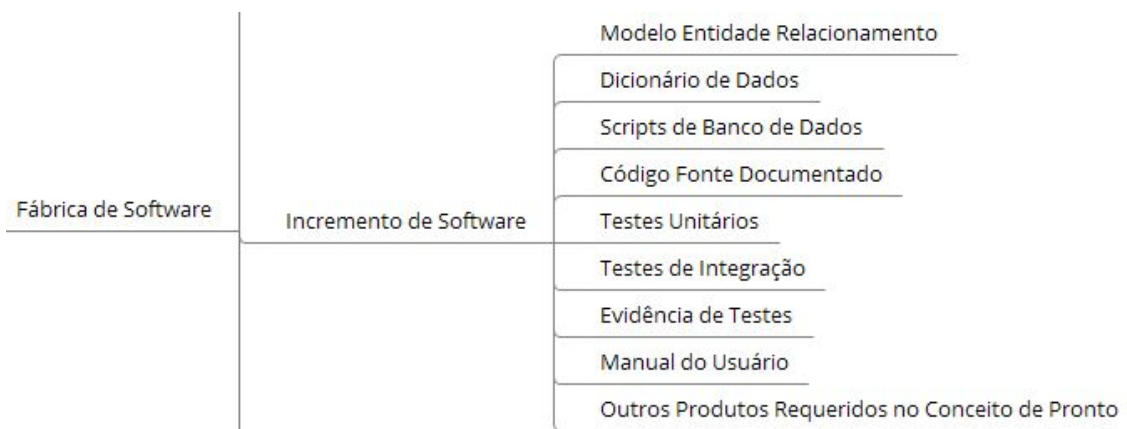 Fábrica de Software
Incremento de Software
Modelo Entidade Relacionamento
Dicionário de Dados
Scripts de Banco de Dados
Código Fonte Documentado
Testes Unitários
Testes de Integração
Evidência de Testes
Manual do Usuário
Outros Produtos Requeridos no Conceito de Pronto